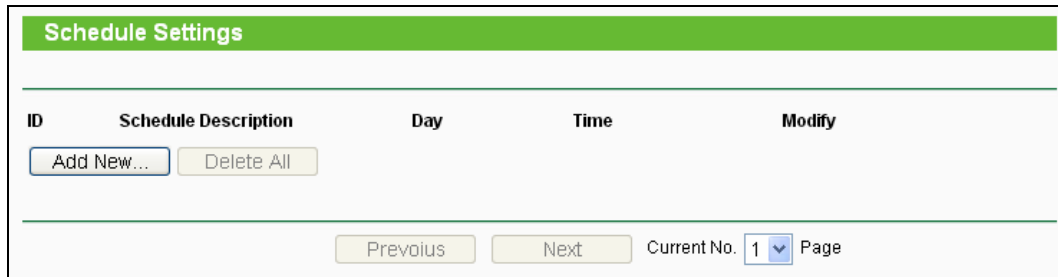 Schedule Settings
ID Schedule Description Day Time Modify
Add New... Delete All
Prevoius Next Current No. 1 Page